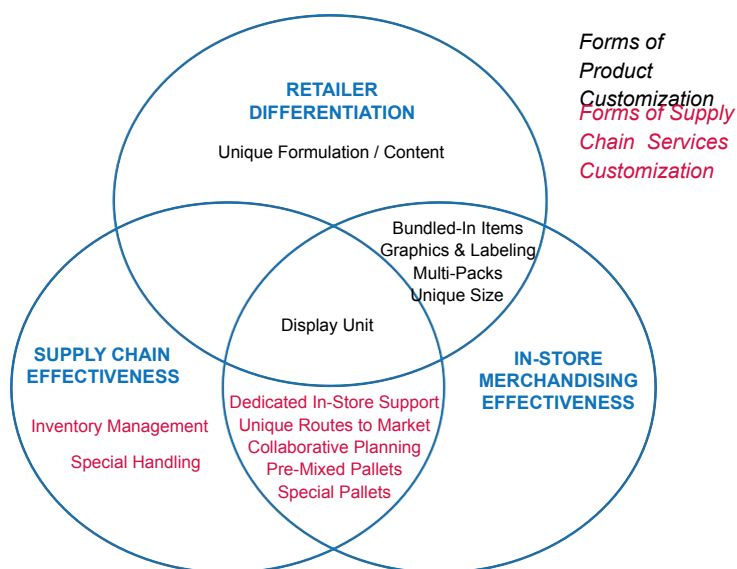 Forms of
Product
Customization
Forms of Supply
Chain Services
Customization
RETAILER
DIFFERENTIATION
Unique Formulation / Content
Bundled-In Items
Graphics & Labeling
Multi-Packs
Unique Size
Display Unit
SUPPLY CHAIN
EFFECTIVENESS
IN-STORE
MERCHANDISING
EFFECTIVENESS
Inventory Management
Special Handling
Dedicated In-Store Support
Unique Routes to Market
Collaborative Planning
Pre-Mixed Pallets
Special Pallets